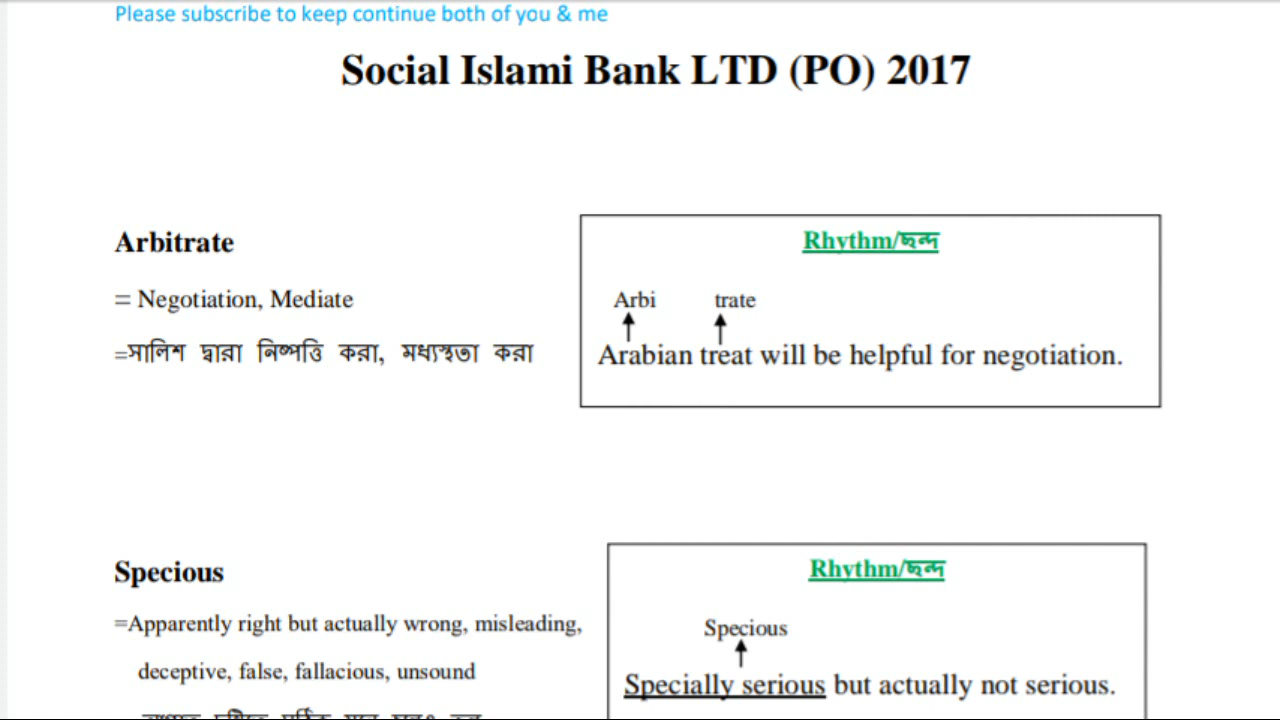 Please subscribe to keep continue both of you & me
Social Islami Bank LTD (PO) 2017
Arbitrate
= Negotiation, Mediate
=সালিশ দ্বারা নিষ্পত্তি করা, মধ্যস্থতা করা
Rhythm/ছন্দ
Arbi trate
Arabian treat will be helpful for negotiation.
Specious
=Apparently right but actually wrong, misleading,
deceptive, false, fallacious, unsound
Rhythm/ছন্দ
Specious
Specially serious but actually not serious.